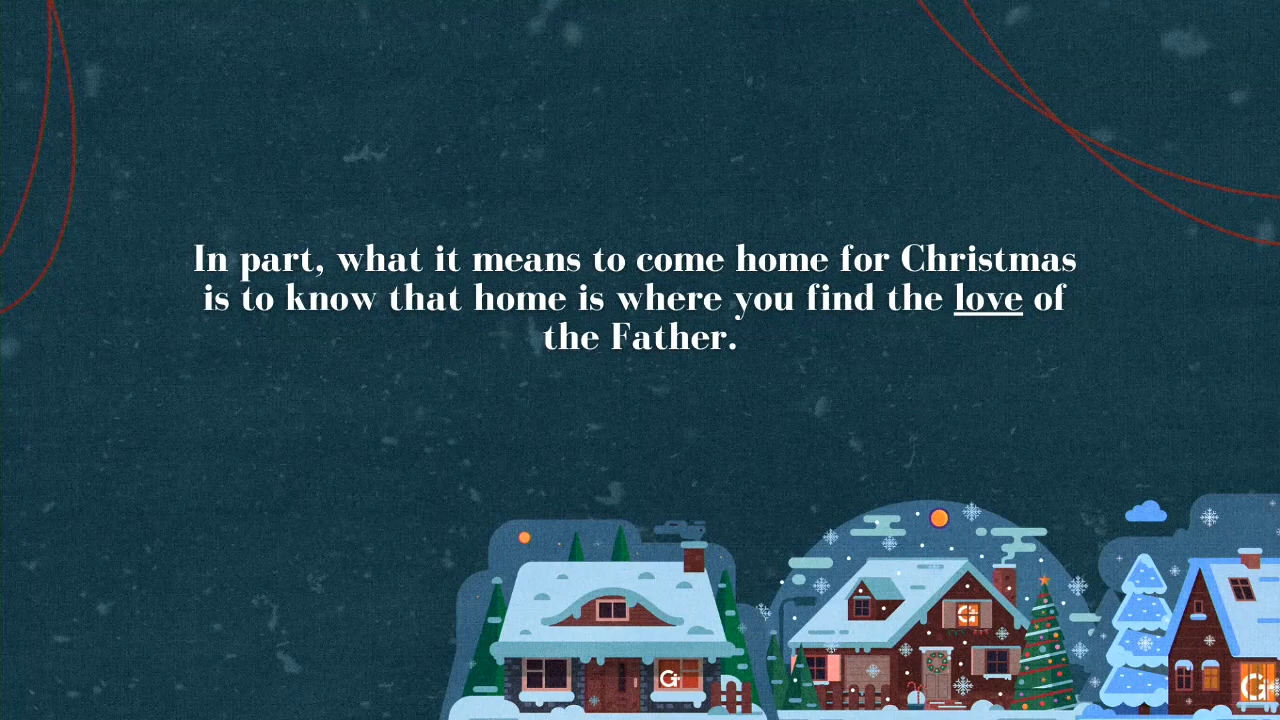 In part, what it means to come home for Christmas
is to know that home is where you find the love of
the Father.